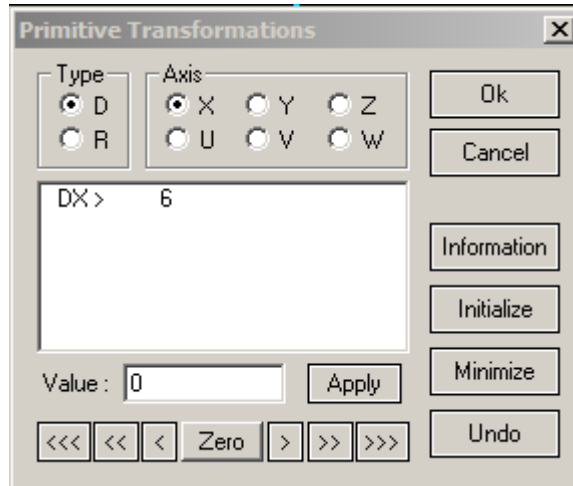 Primitive Transformations
Type
D
R
Axis
X Y Z
U V W
Ok
Cancel
DX > 6
Information
Initialize
Minimize
Undo
Value : 0
Apply
<<< << < Zero > >> >>>